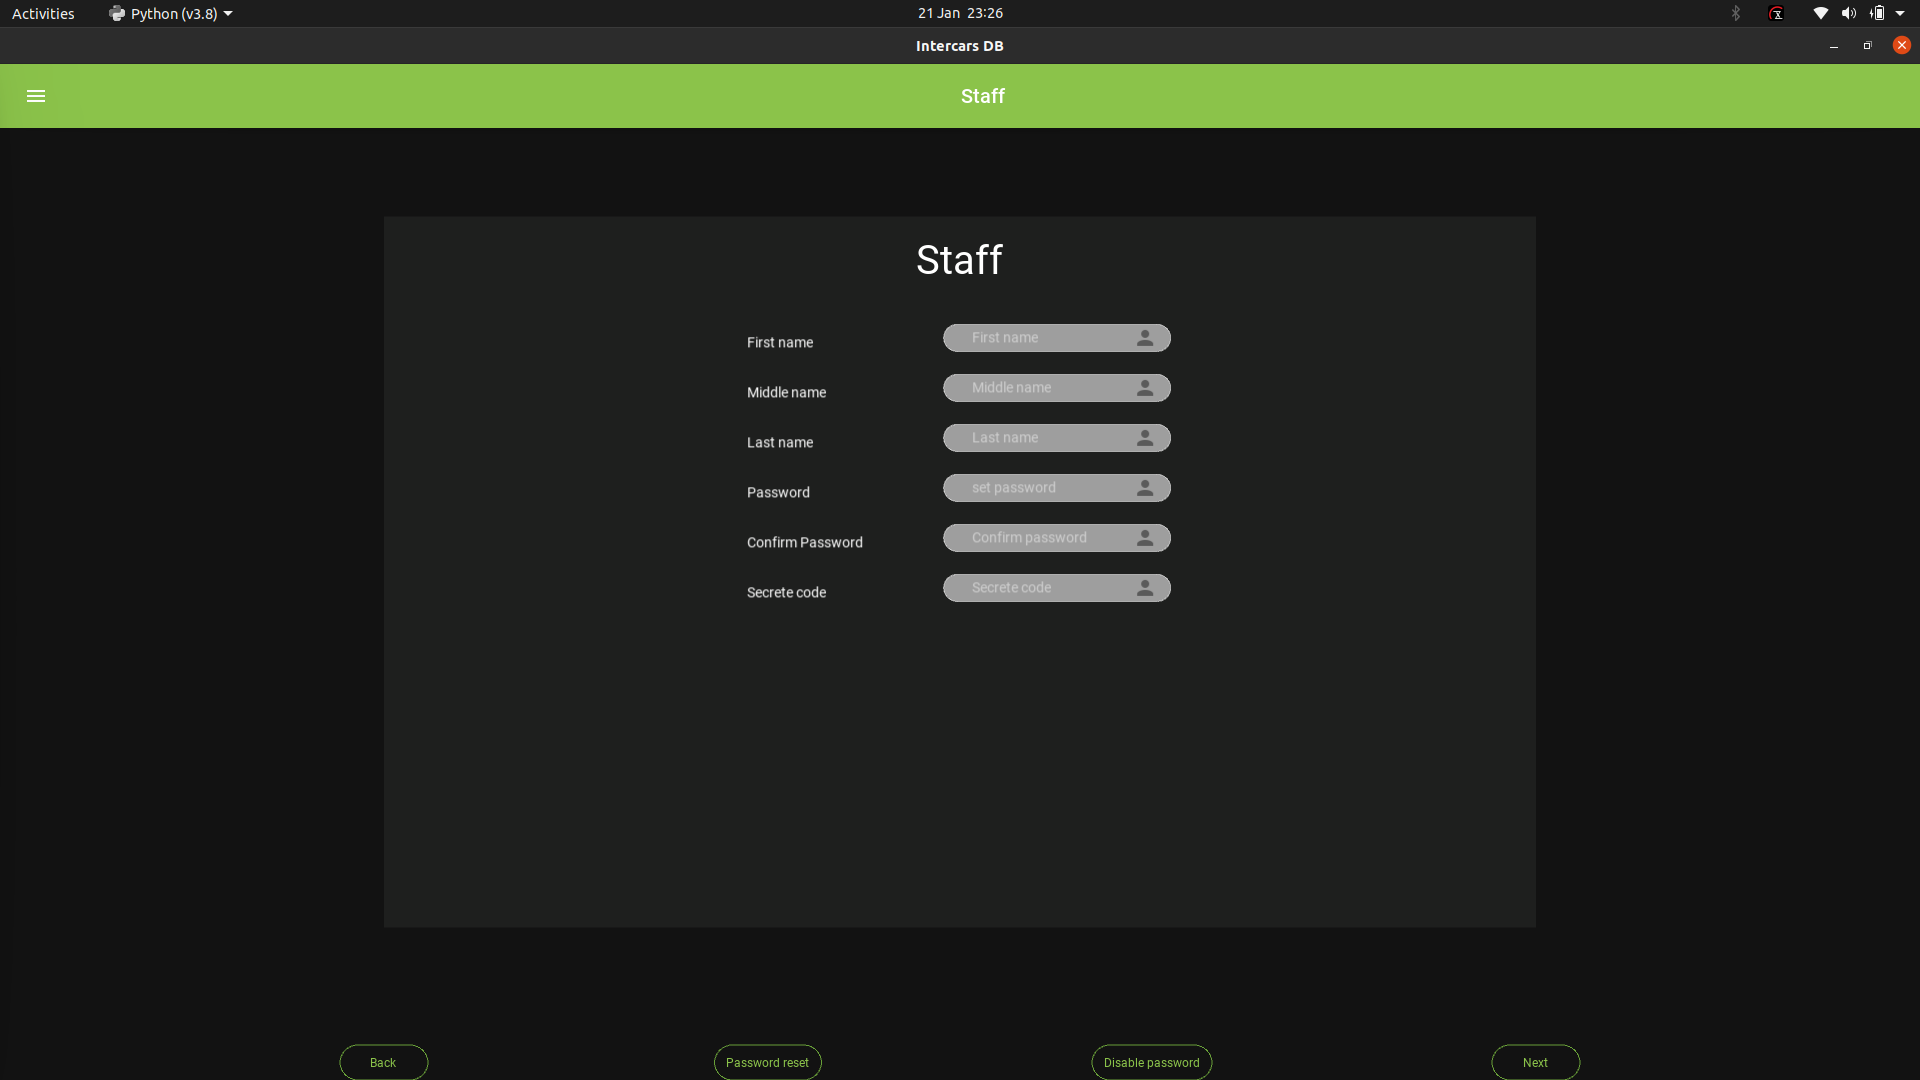 Activities Python (v3.8) 21 Jan 23:26
Intercars DB
Staff
Staff
First name First name
Middle name Middle name
Last name Last name
Password set password
Confirm Password Confirm password
Secrete code Secrete code
Back Password reset Disable password Next